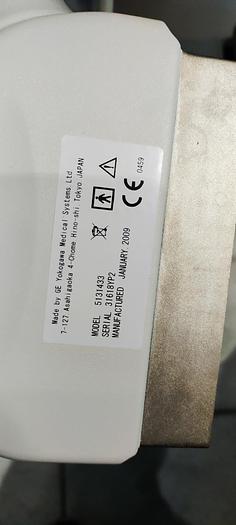 Made by GE Yokogawa Medical Systems, Ltd.
7-127 Asahigaoka 4-Chome Hino-shi Tokyo JAPAN
MODEL 5131433
SERIAL 31618YP2
MANUFACTURED JANUARY 2009
CE 0459